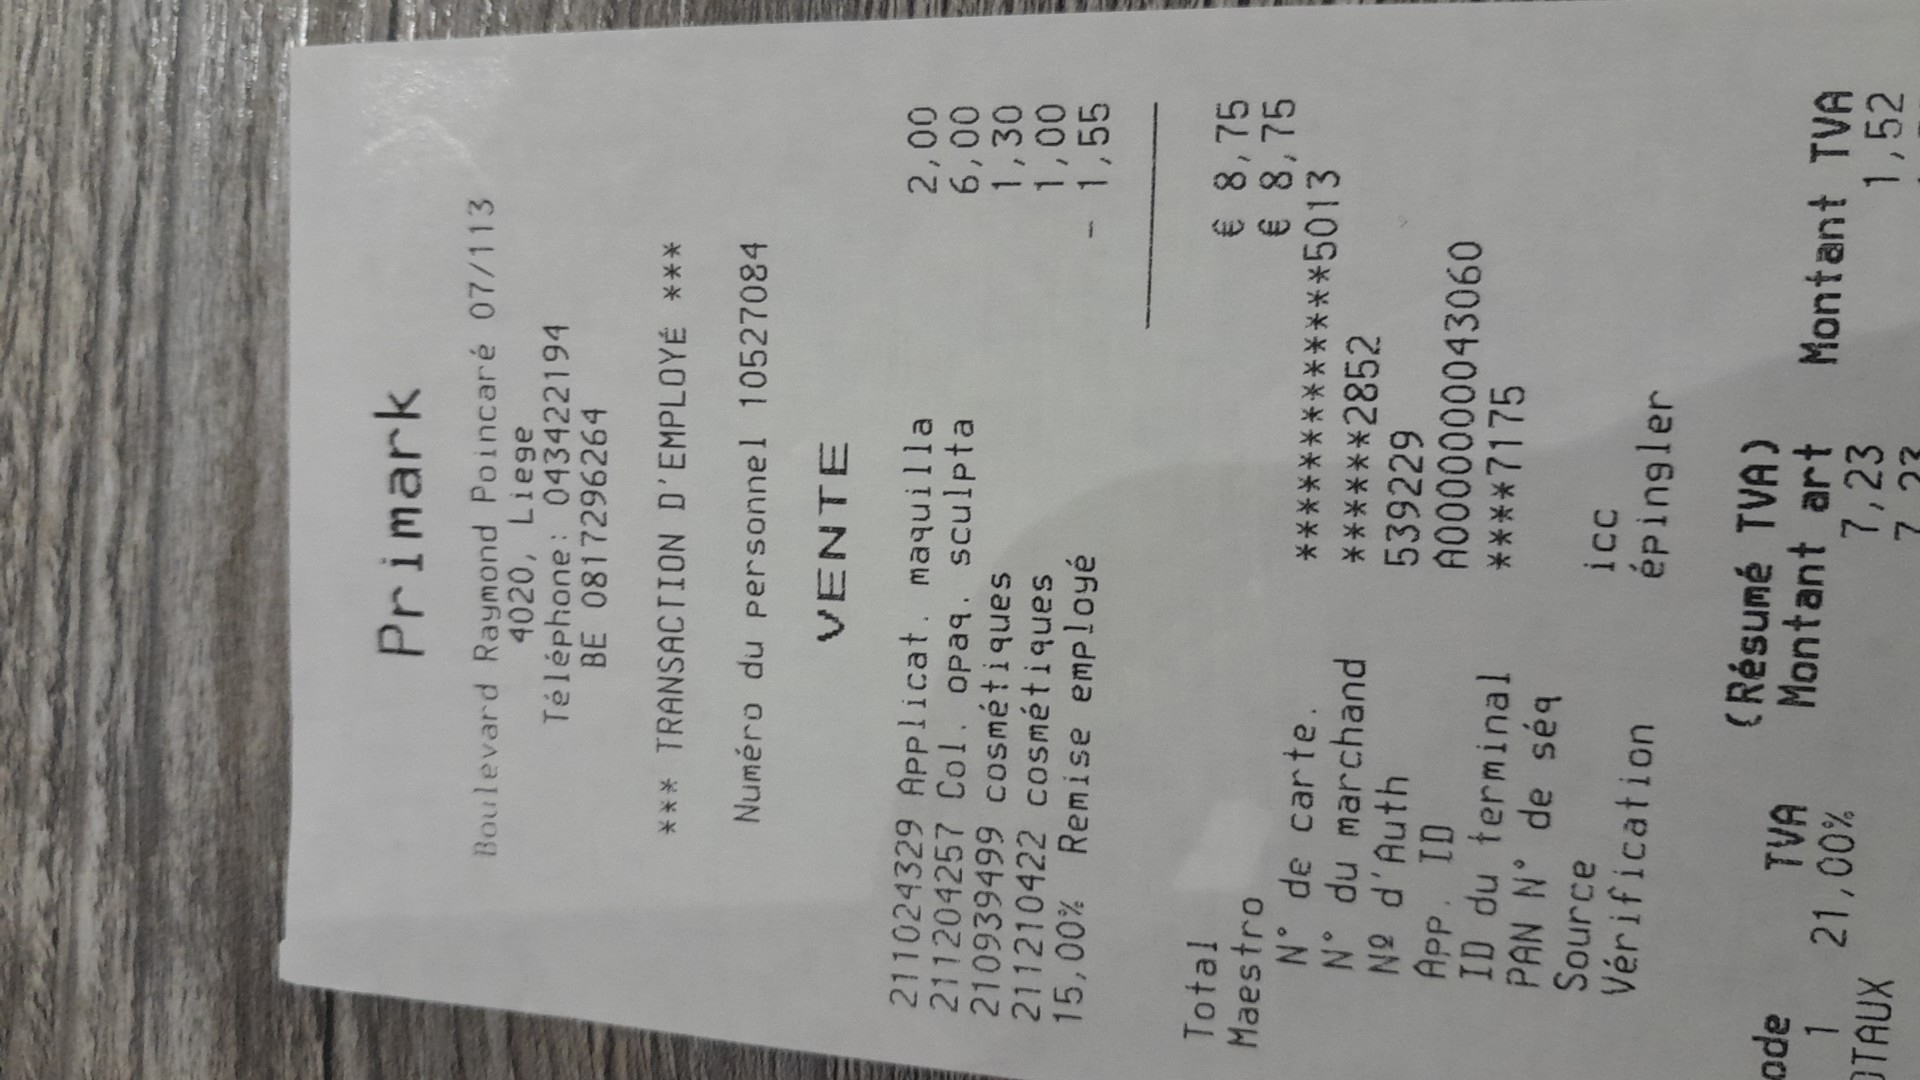 Primark
Boulevard Raymond Poincaré 07/113
4020, Liege
Téléphone: 043422194
BE 0817296264
*** TRANSACTION D'EMPLOYÉ ***
Numéro du personnel 10527084
VENTE
211024329 Applicat. maquilla 2,00
211204257 Col. opaq. sculpta 6,00
210939499 cosmétiques 1,30
211210422 cosmétiques 1,00
15,00% Remise employé - 1,55
Total € 8,75
Maestro € 8,75
N° de carte. *************5013
N° du marchand ******2852
Nº d'Auth 539229
App. ID A0000000043060
ID du terminal ****7175
PAN N° de séq
Source icc
Vérification épingler
(Résumé TVA)
ode TVA Montant art Montant TVA
1 21,00% 7,23 1,52
OTAUX 7,23